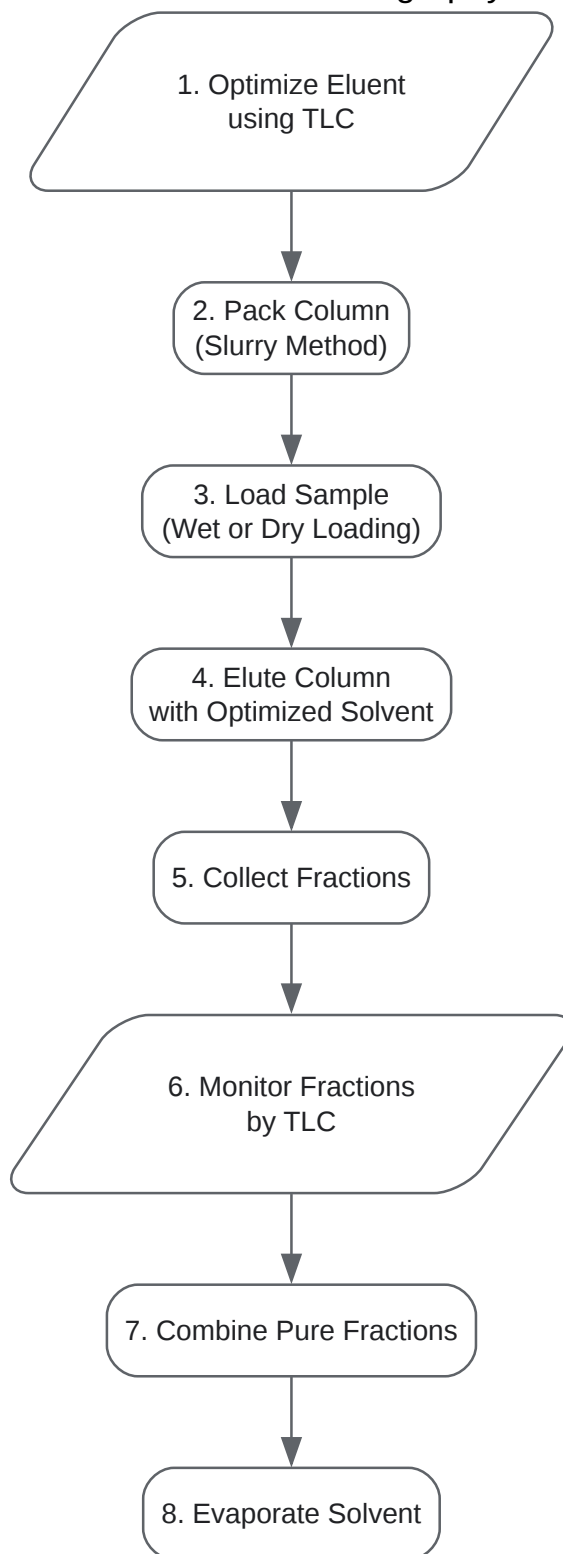 1. Optimize Eluent
using TLC
2. Pack Column
(Slurry Method)
3. Load Sample
(Wet or Dry Loading)
4. Elute Column
with Optimized Solvent
5. Collect Fractions
6. Monitor Fractions
by TLC
7. Combine Pure Fractions
8. Evaporate Solvent